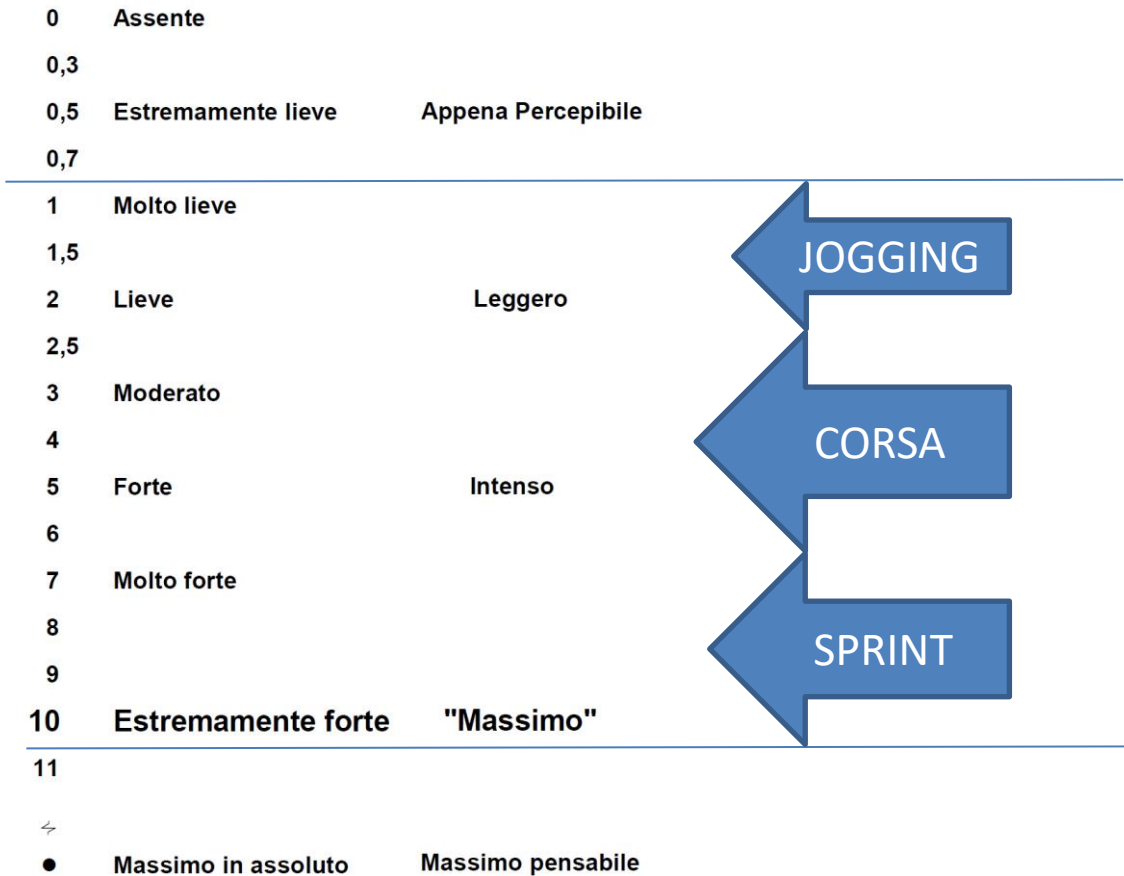 0 Assente
0,3
0,5 Estremamente lieve Appena Percepibile
0,7
1 Molto lieve
1,5
JOGGING
2 Lieve Leggero
2,5
3 Moderato
4
CORSA
5 Forte Intenso
6
7 Molto forte
8
SPRINT
9
10 Estremamente forte "Massimo"
11
● Massimo in assoluto Massimo pensabile